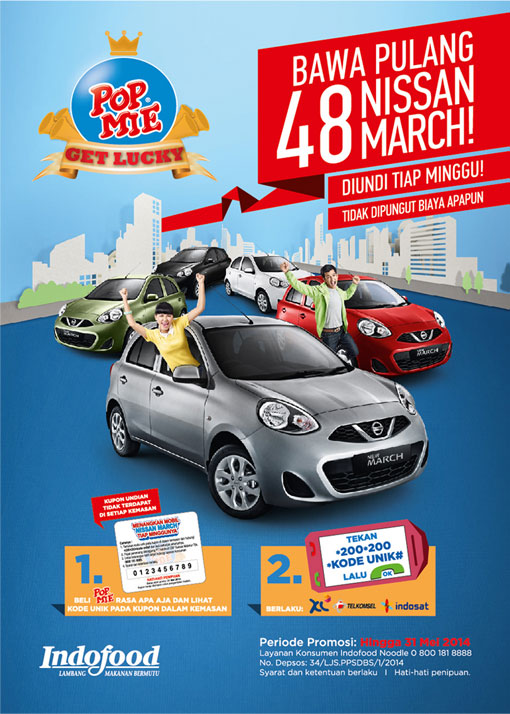 POP MIE
GET LUCKY
BAWA PULANG
48 NISSAN
MARCH!
DIUNDI TIAP MINGGU!
TIDAK DIPUNGUT BIAYA APAPUN
MARCH
MARCH
NEW MARCH
KUPON UNDIAN
TIDAK TERDAPAT
DI SETIAP KEMASAN
MENANGKAN MOBIL
NISSAN MARCH
TIAP MINGGUNYA
0123456789
1.
BELI POP MIE RASA APA AJA DAN LIHAT
KODE UNIK PADA KUPON DALAM KEMASAN
2.
TEKAN
*200*200
*KODE UNIK#
LALU OK
BERLAKU: XL TELKOMSEL indosat
Indofood
LAMBANG MAKANAN BERMUTU
Periode Promosi: Hingga 31 Mei 2014
Layanan Konsumen Indofood Noodle 0 800 181 8888
No. Depsos: 34/LJS.PPSDBS/1/2014
Syarat dan ketentuan berlaku I Hati-hati penipuan.